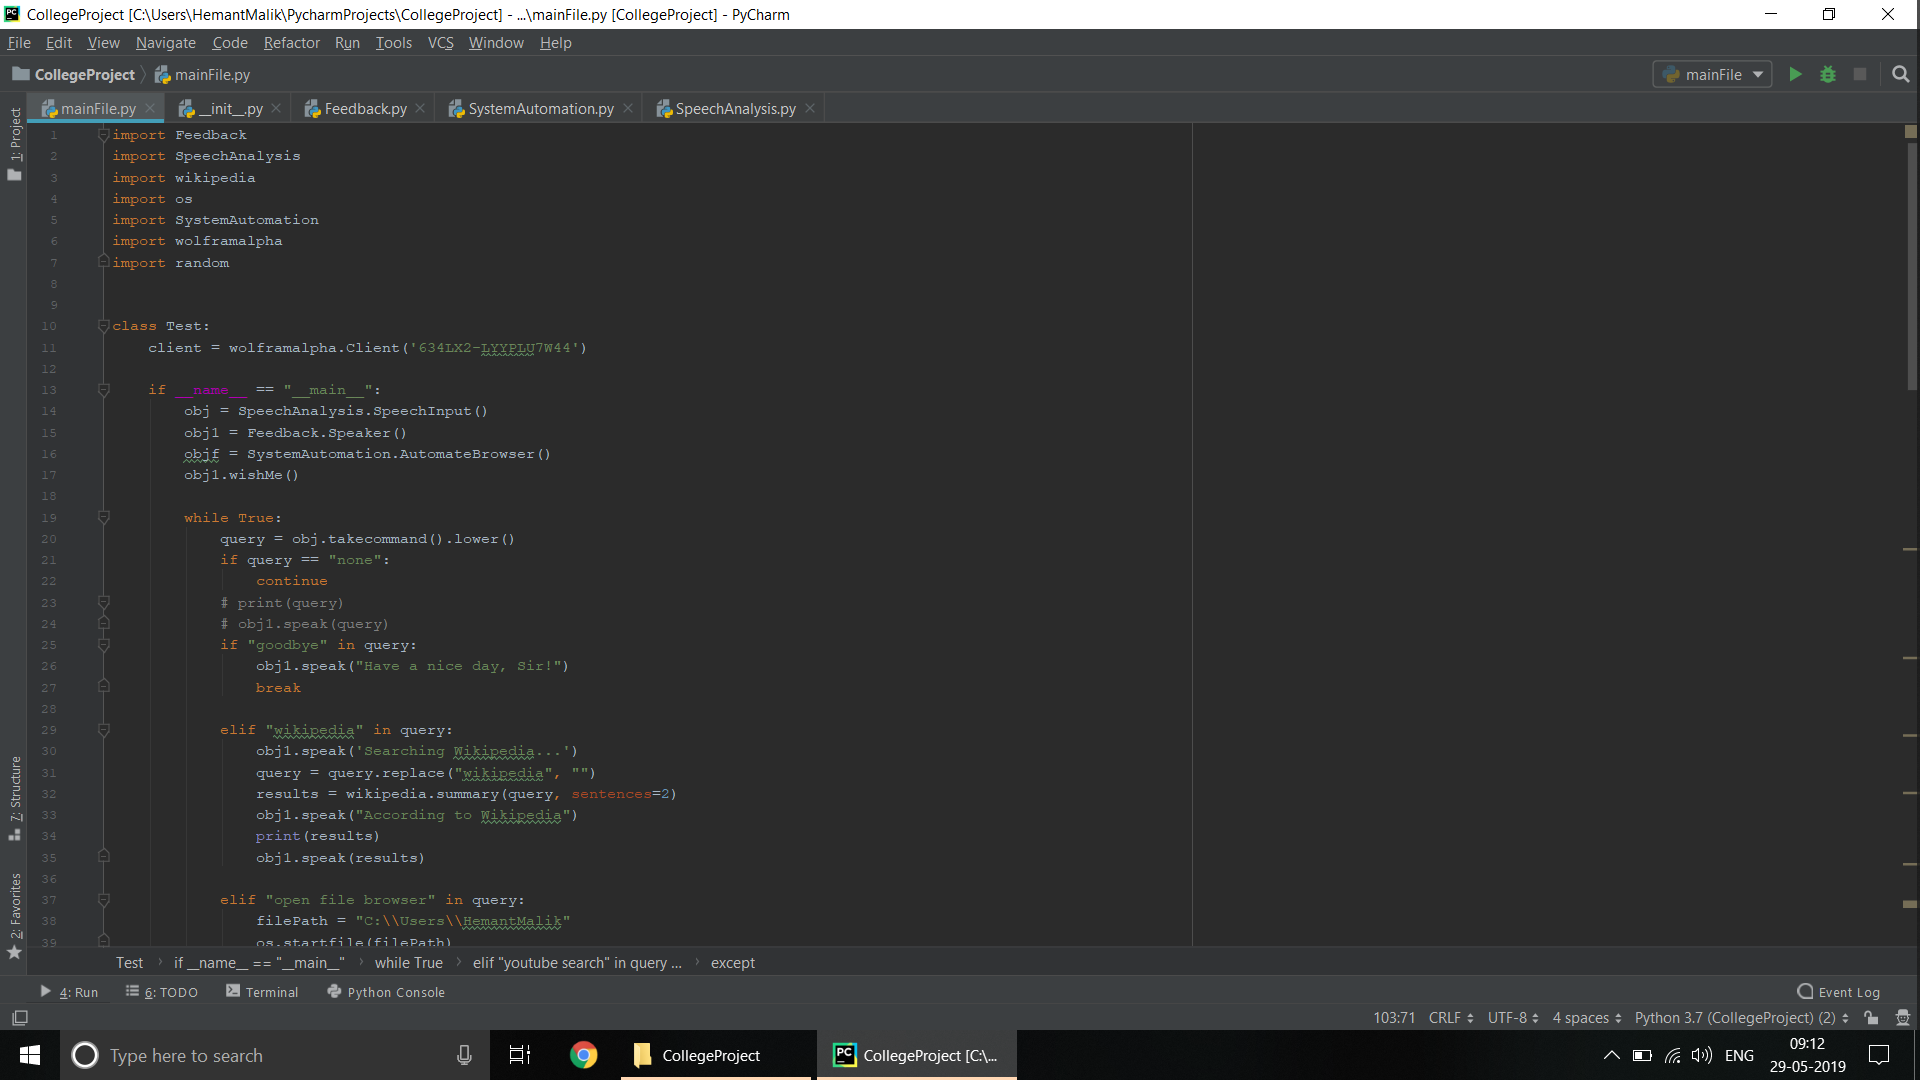 CollegeProject [C:\Users\HemantMalik\PycharmProjects\CollegeProject] - ...\mainFile.py [CollegeProject] - PyCharm
File Edit View Navigate Code Refactor Run Tools VCS Window Help
CollegeProject mainFile.py mainFile
mainFile.py __init__.py Feedback.py SystemAutomation.py SpeechAnalysis.py
1: Project
7: Structure
2: Favorites
1 import Feedback
2 import SpeechAnalysis
3 import wikipedia
4 import os
5 import SystemAutomation
6 import wolframalpha
7 import random
8
9
10 class Test:
11     client = wolframalpha.Client('634LX2-LYYPLU7W44')
12
13     if __name__ == "__main__":
14         obj = SpeechAnalysis.SpeechInput()
15         obj1 = Feedback.Speaker()
16         objf = SystemAutomation.AutomateBrowser()
17         obj1.wishMe()
18
19         while True:
20             query = obj.takecommand().lower()
21             if query == "none":
22                 continue
23             # print(query)
24             # obj1.speak(query)
25             if "goodbye" in query:
26                 obj1.speak("Have a nice day, Sir!")
27                 break
28
29             elif "wikipedia" in query:
30                 obj1.speak('Searching Wikipedia...')
31                 query = query.replace("wikipedia", "")
32                 results = wikipedia.summary(query, sentences=2)
33                 obj1.speak("According to Wikipedia")
34                 print(results)
35                 obj1.speak(results)
36
37             elif "open file browser" in query:
38                 filePath = "C:\\Users\\HemantMalik"
39                 os.startfile(filePath)
Test if __name__ == "__main__" while True elif "youtube search" in query ... except
4: Run 6: TODO Terminal Python Console Event Log
103:71 CRLF UTF-8 4 spaces Python 3.7 (CollegeProject) (2)
Type here to search CollegeProject CollegeProject [C:\... ENG 09:12
29-05-2019